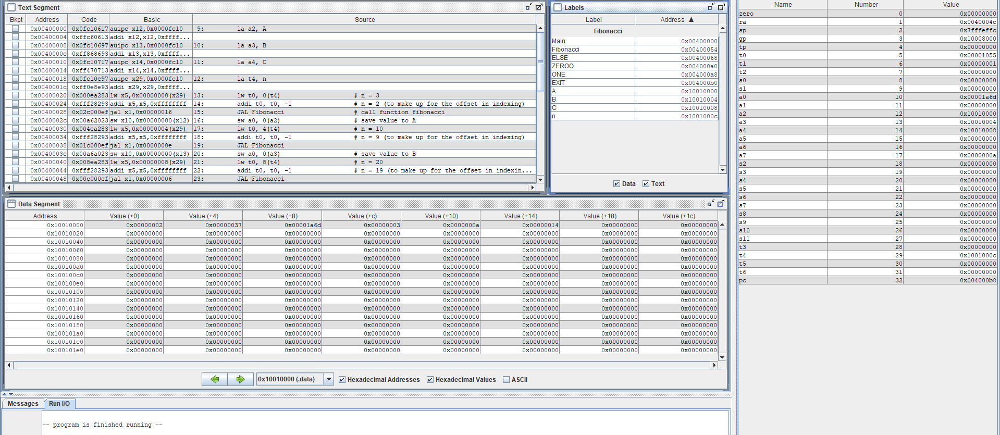 Text Segment
Bkpt Address Code Basic Source
0x00400000 0x0fc10617 auipc x12,0x0000fc10 9: la a2, A
0x00400004 0xffc60613 addi x12,x12,0xffff...
0x00400008 0x0fc10697 auipc x13,0x0000fc10 10: la a3, B
0x0040000c 0xff868693 addi x13,x13,0xffff...
0x00400010 0x0fc10717 auipc x14,0x0000fc10 11: la a4, C
0x00400014 0xff470713 addi x14,x14,0xffff...
0x00400018 0x0fc10e97 auipc x29,0x0000fc10 12: la t4, n
0x0040001c 0xff0e8e93 addi x29,x29,0xffff...
0x00400020 0x000ea283 lw x5,0x00000000(x29) 13: lw t0, 0(t4) # n = 3
0x00400024 0xfff28293 addi x5,x5,0xffffffff 14: addi t0, t0, -1 # n = 2 (to make up for the offset in indexing)
0x00400028 0x02c000ef jal x1,0x00000016 15: JAL Fibonacci # call function fibonacci
0x0040002c 0x00a62023 sw x10,0x00000000(x12) 16: sw a0, 0(a2) # save value to A
0x00400030 0x004ea283 lw x5,0x00000004(x29) 17: lw t0, 4(t4) # n = 10
0x00400034 0xfff28293 addi x5,x5,0xffffffff 18: addi t0, t0, -1 # n = 9 (to make up for the offset in indexing)
0x00400038 0x01c000ef jal x1,0x0000000e 19: JAL Fibonacci
0x0040003c 0x00a6a023 sw x10,0x00000000(x13) 20: sw a0, 0(a3) # save value to B
0x00400040 0x008ea283 lw x5,0x00000008(x29) 21: lw t0, 8(t4) # n = 20
0x00400044 0xfff28293 addi x5,x5,0xffffffff 22: addi t0, t0, -1 # n = 19 (to make up for the offset in indexin...
0x00400048 0x00c000ef jal x1,0x00000006 23: JAL Fibonacci
Labels
Label Address ▲
Fibonacci
Main 0x00400000
Fibonacci 0x00400054
ELSE 0x00400068
ZEROO 0x004000a0
ONE 0x004000a8
EXIT 0x004000b0
A 0x10010000
B 0x10010004
C 0x10010008
n 0x1001000c
Data Text
Data Segment
Address Value (+0) Value (+4) Value (+8) Value (+c) Value (+10) Value (+14) Value (+18) Value (+1c)
0x10010000 0x00000002 0x00000037 0x00001a6d 0x00000003 0x0000000a 0x00000014 0x00000000 0x00000000
0x10010020 0x00000000 0x00000000 0x00000000 0x00000000 0x00000000 0x00000000 0x00000000 0x00000000
0x10010040 0x00000000 0x00000000 0x00000000 0x00000000 0x00000000 0x00000000 0x00000000 0x00000000
0x10010060 0x00000000 0x00000000 0x00000000 0x00000000 0x00000000 0x00000000 0x00000000 0x00000000
0x10010080 0x00000000 0x00000000 0x00000000 0x00000000 0x00000000 0x00000000 0x00000000 0x00000000
0x100100a0 0x00000000 0x00000000 0x00000000 0x00000000 0x00000000 0x00000000 0x00000000 0x00000000
0x100100c0 0x00000000 0x00000000 0x00000000 0x00000000 0x00000000 0x00000000 0x00000000 0x00000000
0x100100e0 0x00000000 0x00000000 0x00000000 0x00000000 0x00000000 0x00000000 0x00000000 0x00000000
0x10010100 0x00000000 0x00000000 0x00000000 0x00000000 0x00000000 0x00000000 0x00000000 0x00000000
0x10010120 0x00000000 0x00000000 0x00000000 0x00000000 0x00000000 0x00000000 0x00000000 0x00000000
0x10010140 0x00000000 0x00000000 0x00000000 0x00000000 0x00000000 0x00000000 0x00000000 0x00000000
0x10010160 0x00000000 0x00000000 0x00000000 0x00000000 0x00000000 0x00000000 0x00000000 0x00000000
0x10010180 0x00000000 0x00000000 0x00000000 0x00000000 0x00000000 0x00000000 0x00000000 0x00000000
0x100101a0 0x00000000 0x00000000 0x00000000 0x00000000 0x00000000 0x00000000 0x00000000 0x00000000
0x100101c0 0x00000000 0x00000000 0x00000000 0x00000000 0x00000000 0x00000000 0x00000000 0x00000000
0x100101e0 0x00000000 0x00000000 0x00000000 0x00000000 0x00000000 0x00000000 0x00000000 0x00000000
0x10010000 (.data) Hexadecimal Addresses Hexadecimal Values ASCII
Messages Run I/O
-- program is finished running --
Name Number Value
zero 0 0x00000000
ra 1 0x0040004c
sp 2 0x7fffeffc
gp 3 0x10008000
tp 4 0x00000000
t0 5 0x00001055
t1 6 0x00000001
t2 7 0x00000000
s0 8 0x00000000
s1 9 0x00000000
a0 10 0x00001a6d
a1 11 0x00000000
a2 12 0x10010000
a3 13 0x10010004
a4 14 0x10010008
a5 15 0x00000000
a6 16 0x00000000
a7 17 0x0000000a
s2 18 0x00000000
s3 19 0x00000000
s4 20 0x00000000
s5 21 0x00000000
s6 22 0x00000000
s7 23 0x00000000
s8 24 0x00000000
s9 25 0x00000000
s10 26 0x00000000
s11 27 0x00000000
t3 28 0x00000000
t4 29 0x1001000c
t5 30 0x00000000
t6 31 0x00000000
pc 32 0x004000b8